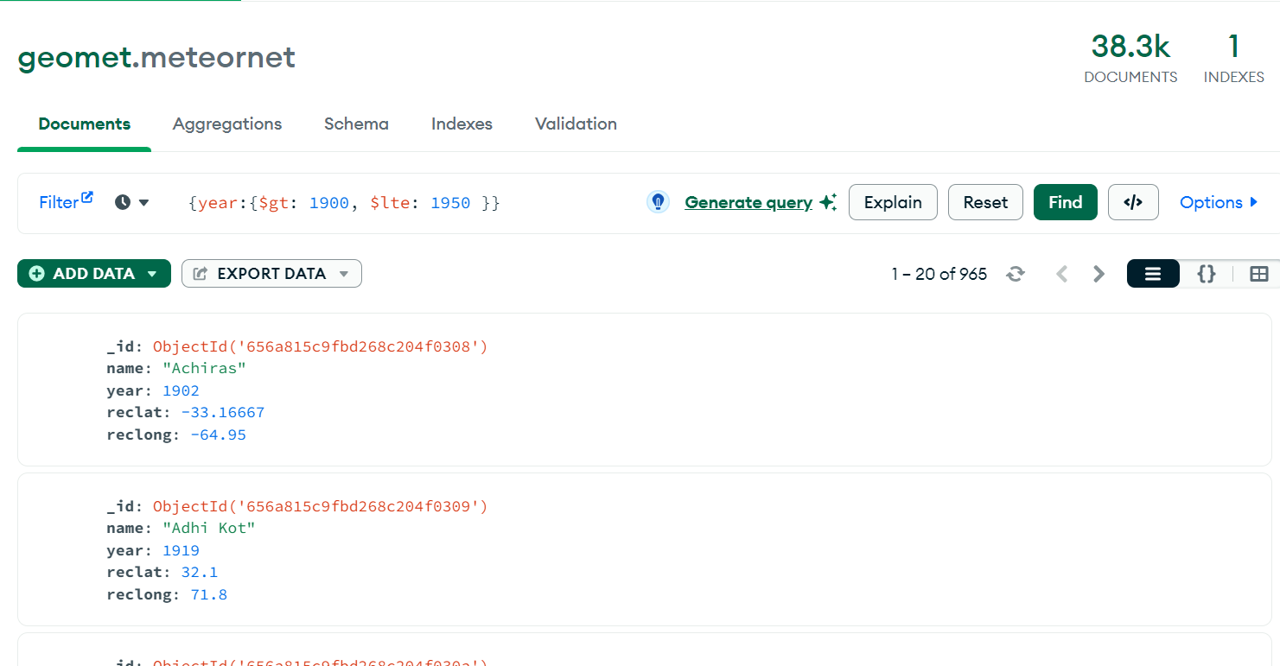 geomet.meteornet
38.3k
DOCUMENTS
1
INDEXES
Documents Aggregations Schema Indexes Validation
Filter {year:{$gt: 1900, $lte: 1950 }} Generate query Explain Reset Find </> Options
ADD DATA EXPORT DATA 1 – 20 of 965 {}
_id: ObjectId('656a815c9fbd268c204f0308')
name: "Achiras"
year: 1902
reclat: -33.16667
reclong: -64.95
_id: ObjectId('656a815c9fbd268c204f0309')
name: "Adhi Kot"
year: 1919
reclat: 32.1
reclong: 71.8
_id: ObjectId('656a815c9fbd268c204f030a')